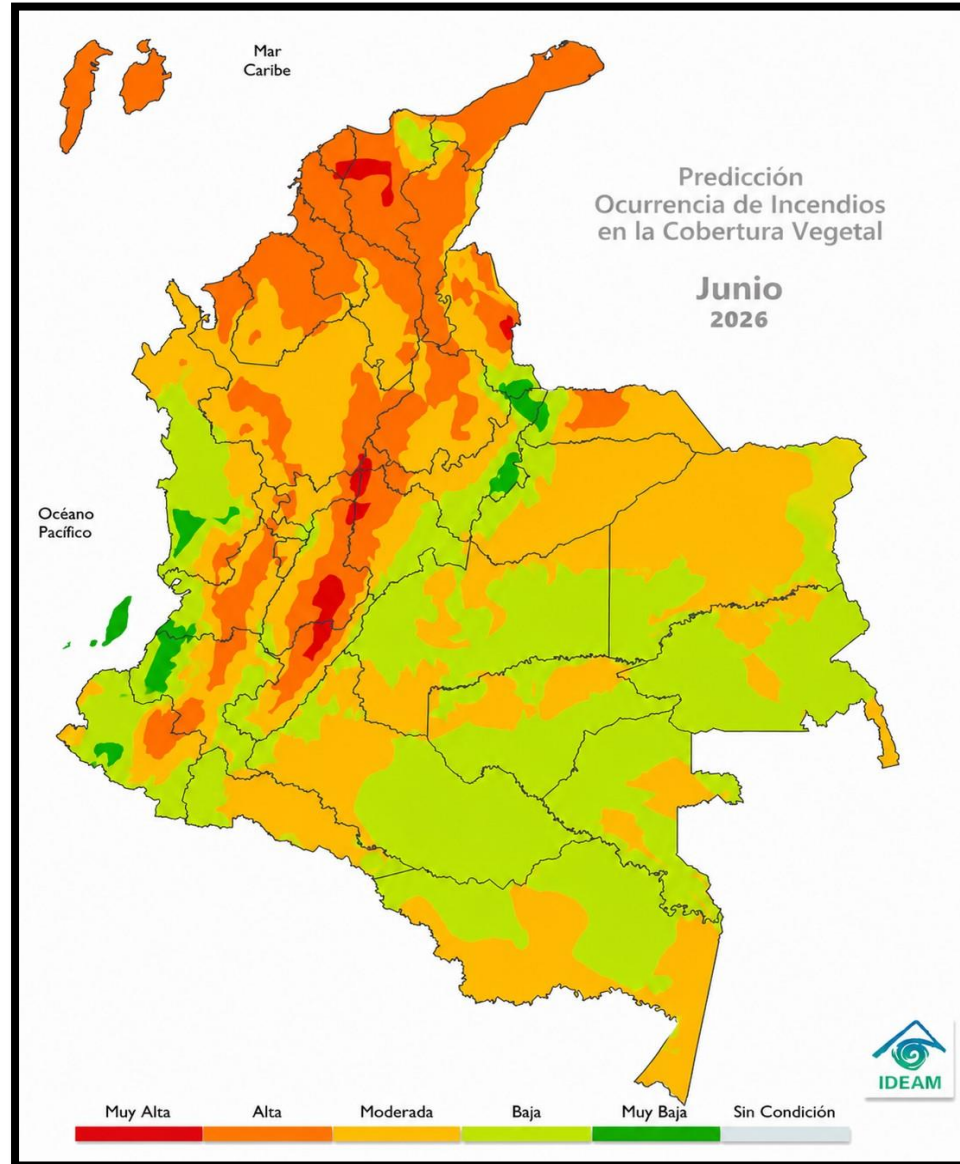 Mar
Caribe
Predicción
Ocurrencia de Incendios
en la Cobertura Vegetal
Junio
2026
Océano
Pacífico
IDEAM
Muy Alta
Alta
Moderada
Baja
Muy Baja
Sin Condición